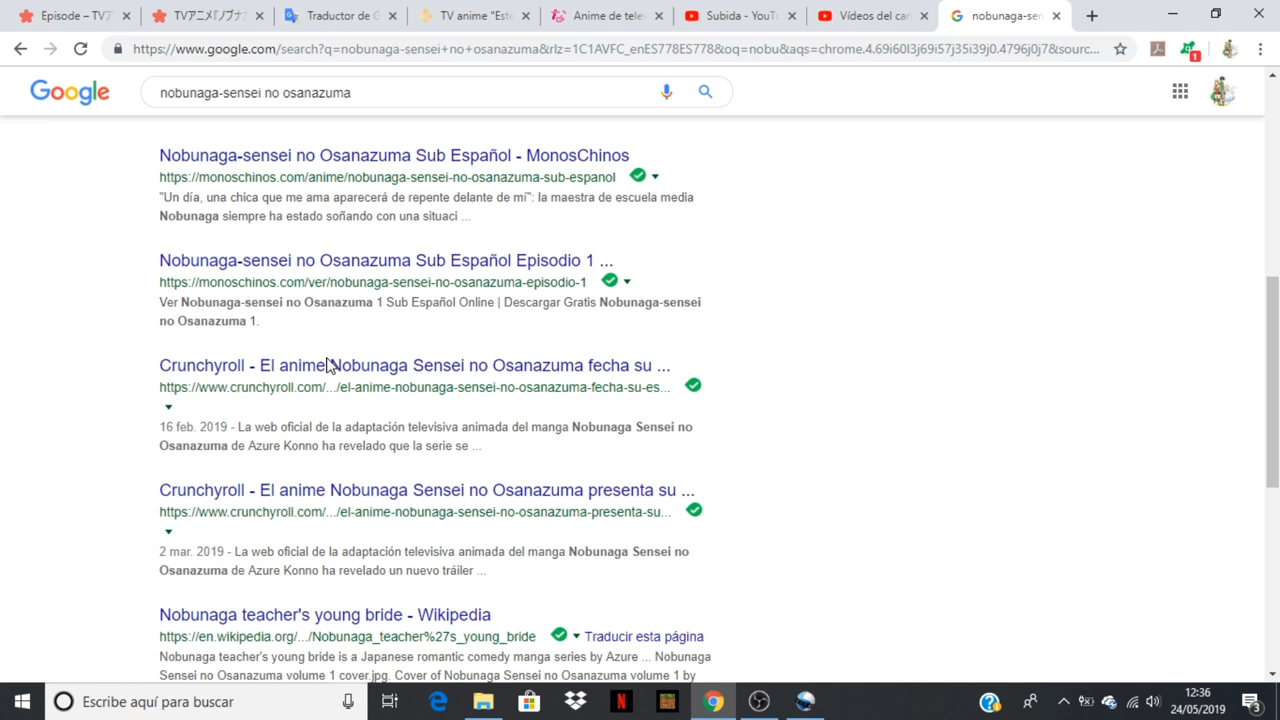 Episode – TVア
TVアニメ『ノブナガ
Traductor de G
TV anime "Este
Anime de tele
Subida - YouTu
Vídeos del can
nobunaga-sen
https://www.google.com/search?q=nobunaga-sensei+no+osanazuma&rlz=1C1AVFC_enES778ES778&oq=nobu&aqs=chrome.4.69i60l3j69i57j35i39j0.4796j0j7&sourc...
1
Google
nobunaga-sensei no osanazuma
Nobunaga-sensei no Osanazuma Sub Español - MonosChinos
https://monoschinos.com/anime/nobunaga-sensei-no-osanazuma-sub-espanol
"Un día, una chica que me ama aparecerá de repente delante de mí": la maestra de escuela media
Nobunaga siempre ha estado soñando con una situaci ...
Nobunaga-sensei no Osanazuma Sub Español Episodio 1 ...
https://monoschinos.com/ver/nobunaga-sensei-no-osanazuma-episodio-1
Ver Nobunaga-sensei no Osanazuma 1 Sub Español Online | Descargar Gratis Nobunaga-sensei
no Osanazuma 1.
Crunchyroll - El anime Nobunaga Sensei no Osanazuma fecha su ...
https://www.crunchyroll.com/.../el-anime-nobunaga-sensei-no-osanazuma-fecha-su-es...
16 feb. 2019 - La web oficial de la adaptación televisiva animada del manga Nobunaga Sensei no
Osanazuma de Azure Konno ha revelado que la serie se ...
Crunchyroll - El anime Nobunaga Sensei no Osanazuma presenta su ...
https://www.crunchyroll.com/.../el-anime-nobunaga-sensei-no-osanazuma-presenta-su...
2 mar. 2019 - La web oficial de la adaptación televisiva animada del manga Nobunaga Sensei no
Osanazuma de Azure Konno ha revelado un nuevo tráiler ...
Nobunaga teacher's young bride - Wikipedia
https://en.wikipedia.org/.../Nobunaga_teacher%27s_young_bride
Traducir esta página
Nobunaga teacher's young bride is a Japanese romantic comedy manga series by Azure ... Nobunaga
Sensei no Osanazuma volume 1 cover.jpg. Cover of Nobunaga Sensei no Osanazuma volume 1 by
Escribe aquí para buscar
12:36
24/05/2019
3